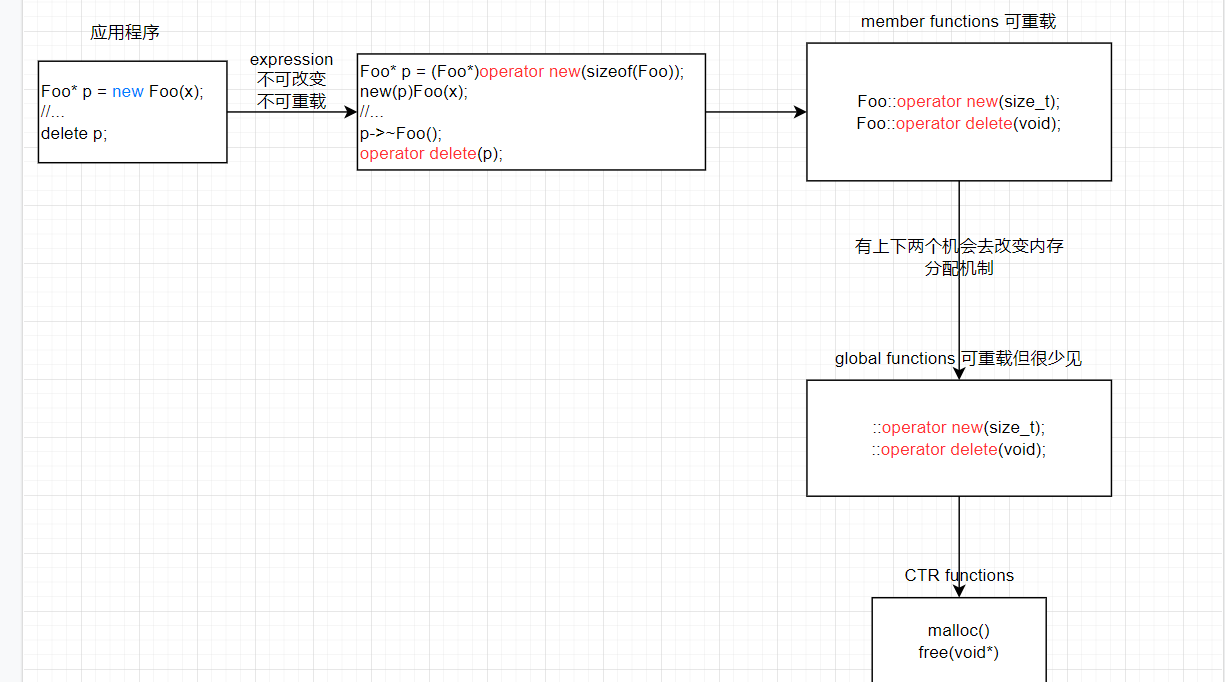 应用程序
Foo* p = new Foo(x);
//...
delete p;
expression
不可改变
不可重载
Foo* p = (Foo*)operator new(sizeof(Foo));
new(p)Foo(x);
//...
p->~Foo();
operator delete(p);
member functions 可重载
Foo::operator new(size_t);
Foo::operator delete(void);
有上下两个机会去改变内存
分配机制
global functions 可重载但很少见
::operator new(size_t);
::operator delete(void);
CTR functions
malloc()
free(void*)